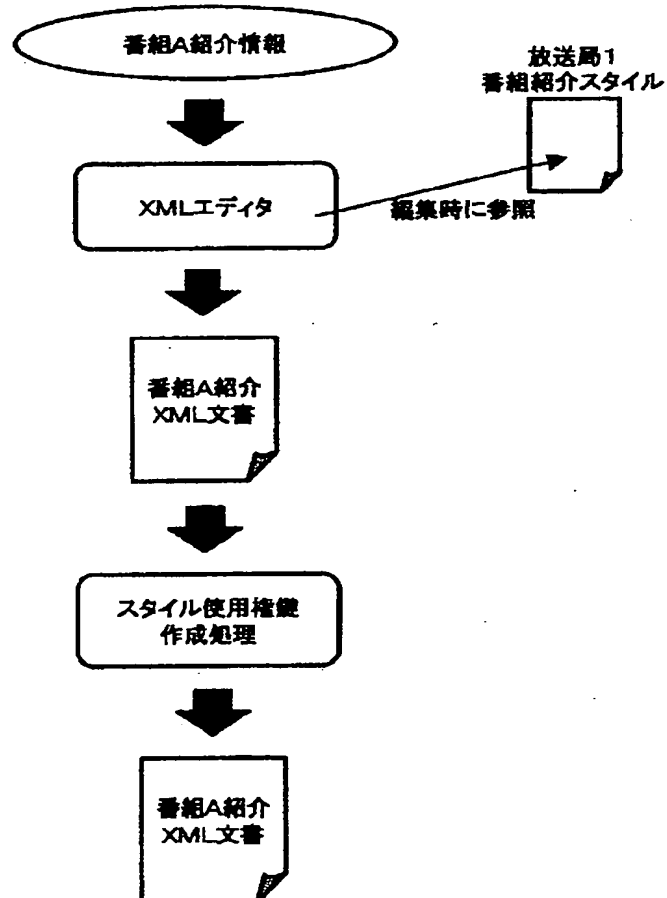 番組A紹介情報
放送局1
番組紹介スタイル
XMLエディタ
編集時に参照
番組A紹介
XML文書
スタイル使用権鍵
作成処理
番組A紹介
XML文書